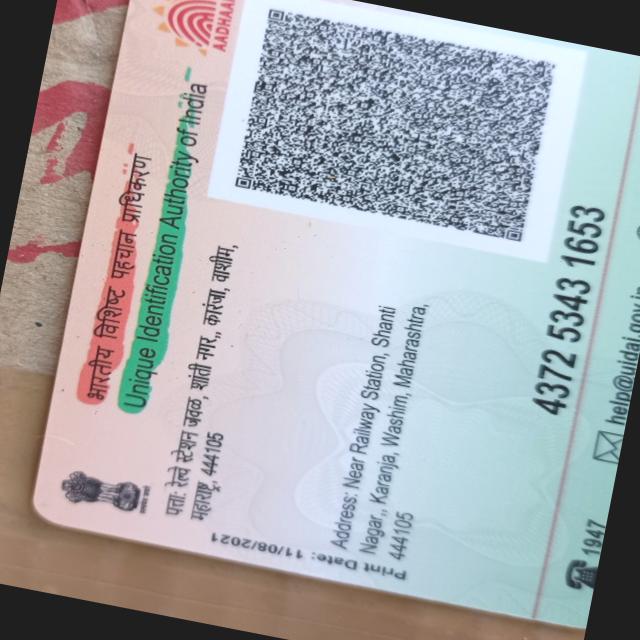 भारतीय विशिष्ट पहचान प्राधिकरण
Unique Identification Authority of India
AADHAAR
पता: रेल्वे स्टेशन जवळ, शांती नगर,, कारंजा, वाशीम,
महाराष्ट्र, 444105
Address: Near Railway Station, Shanti
Nagar,, Karanja, Washim, Maharashtra,
444105
Print Date: 11/08/2021
4372 5343 1653
1947
help@uidai.gov.in